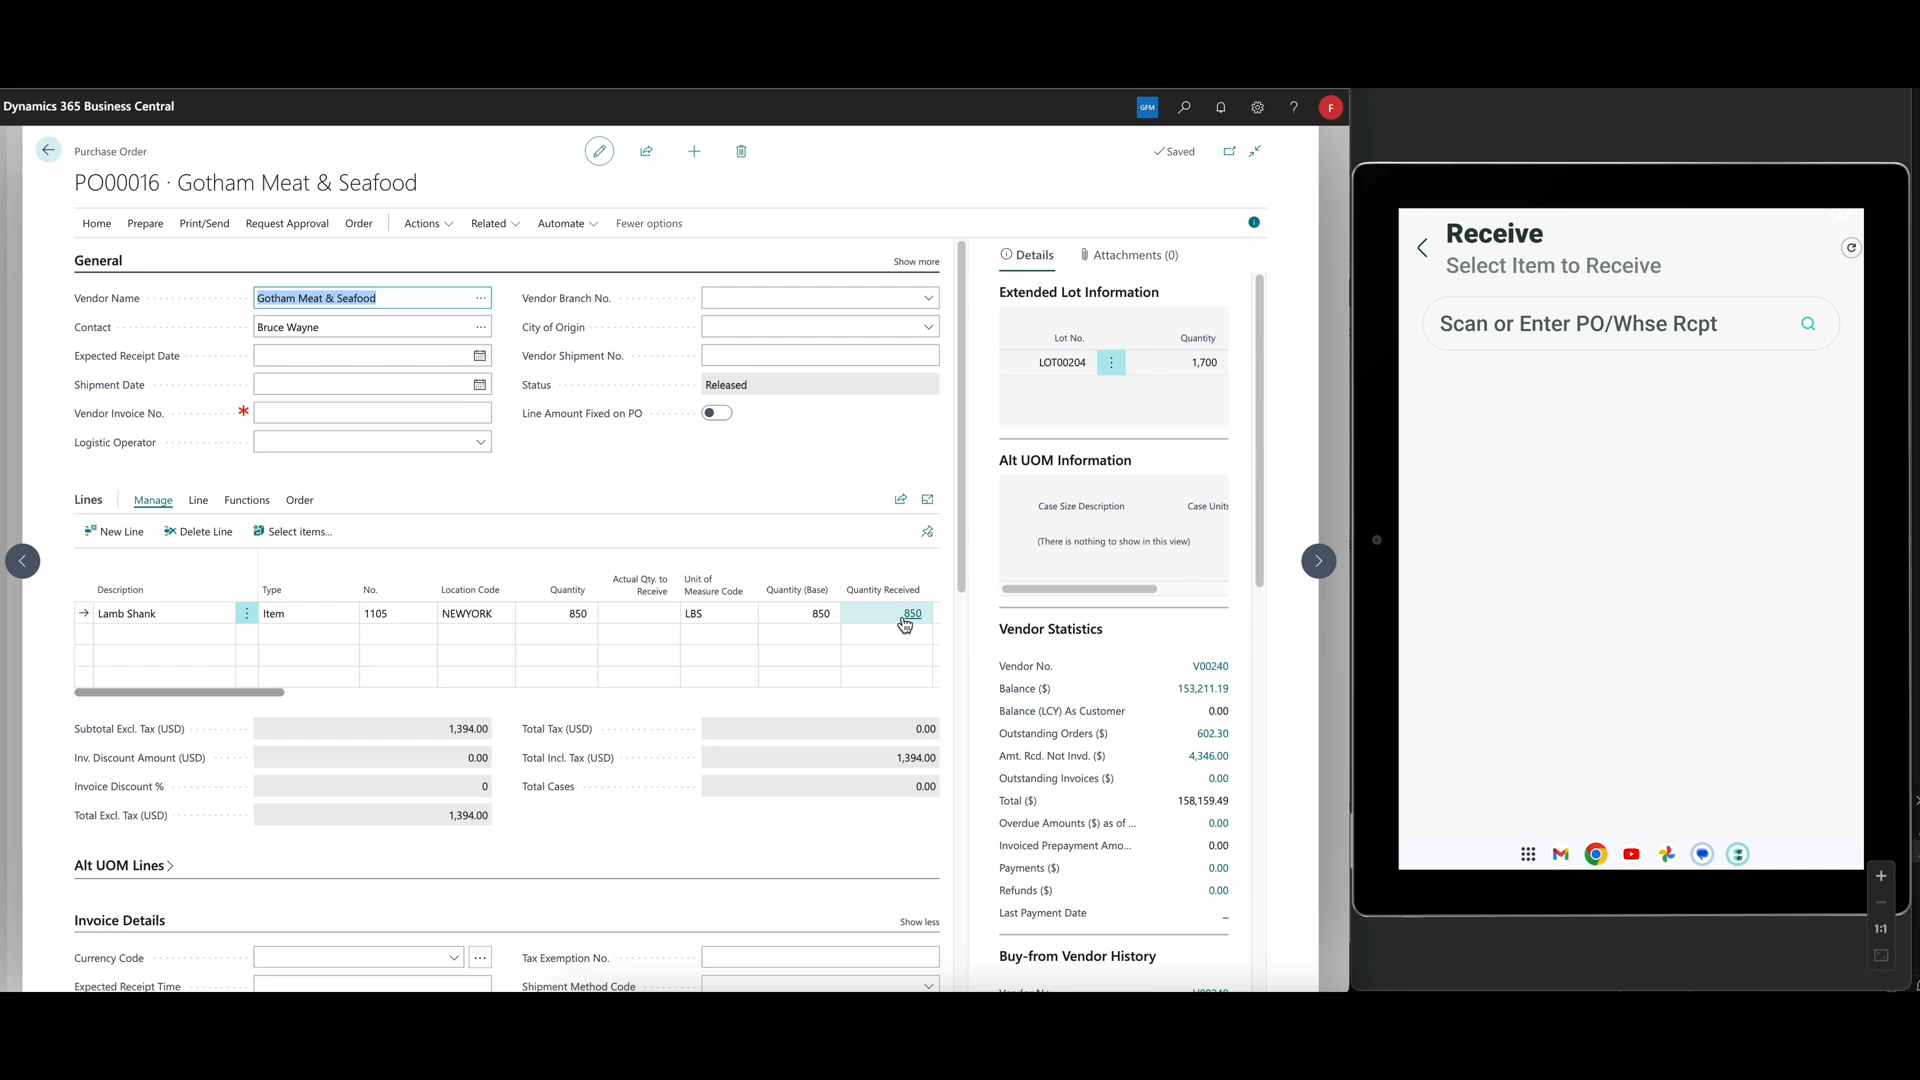 Dynamics 365 Business Central
GFM
?
F
Purchase Order
Saved
PO00016 · Gotham Meat & Seafood
Home Prepare Print/Send Request Approval Order Actions Related Automate Fewer options
General
Show more
Vendor Name Gotham Meat & Seafood ...
Vendor Branch No.
Contact Bruce Wayne ...
City of Origin
Expected Receipt Date
Vendor Shipment No.
Shipment Date
Status Released
Vendor Invoice No. *
Line Amount Fixed on PO
Logistic Operator
Lines Manage Line Functions Order
New Line Delete Line Select items...
Description Type No. Location Code Quantity Actual Qty. to Receive Unit of Measure Code Quantity (Base) Quantity Received
Lamb Shank Item 1105 NEWYORK 850 LBS 850 850
Subtotal Excl. Tax (USD) 1,394.00
Total Tax (USD) 0.00
Inv. Discount Amount (USD) 0.00
Total Incl. Tax (USD) 1,394.00
Invoice Discount % 0
Total Cases 0.00
Total Excl. Tax (USD) 1,394.00
Alt UOM Lines
Invoice Details
Show less
Currency Code ...
Tax Exemption No.
Expected Receipt Time
Shipment Method Code
Details Attachments (0)
Extended Lot Information
Lot No. Quantity
LOT00204 1,700
Alt UOM Information
Case Size Description Case Units
(There is nothing to show in this view)
Vendor Statistics
Vendor No. V00240
Balance ($) 153,211.19
Balance (LCY) As Customer 0.00
Outstanding Orders ($) 602.30
Amt. Rcd. Not Invd. ($) 4,346.00
Outstanding Invoices ($) 0.00
Total ($) 158,159.49
Overdue Amounts ($) as of ... 0.00
Invoiced Prepayment Amo... 0.00
Payments ($) 0.00
Refunds ($) 0.00
Last Payment Date _
Buy-from Vendor History
Receive
Select Item to Receive
Scan or Enter PO/Whse Rcpt
1:1